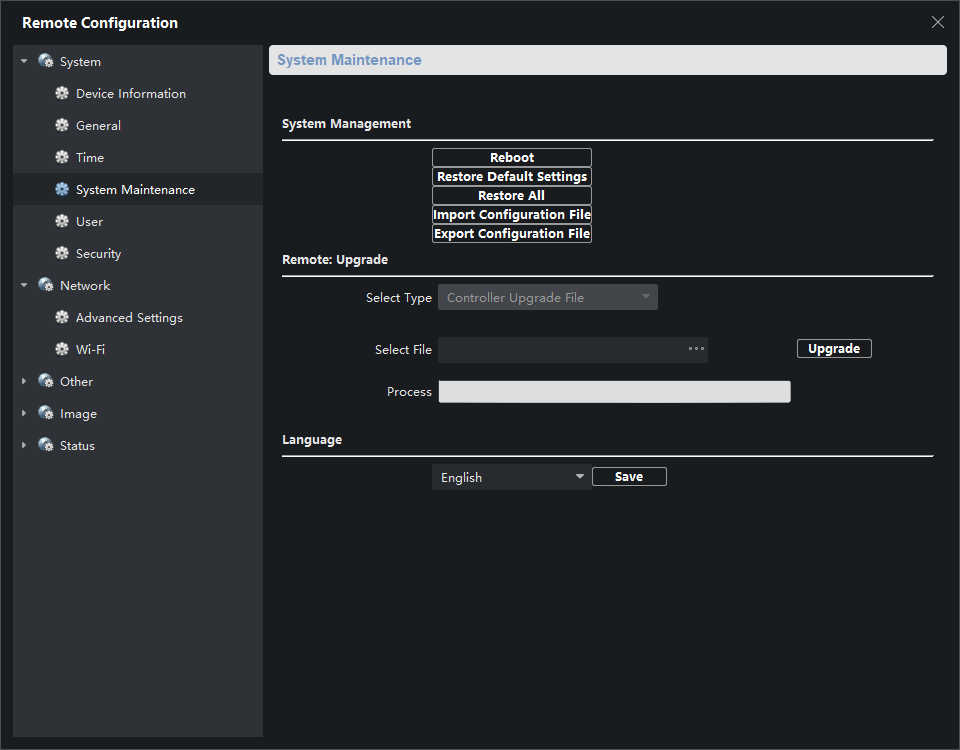 Remote Configuration
System
Device Information
General
Time
System Maintenance
User
Security
Network
Advanced Settings
Wi-Fi
Other
Image
Status
System Maintenance
System Management
Reboot
Restore Default Settings
Restore All
Import Configuration File
Export Configuration File
Remote: Upgrade
Select Type Controller Upgrade File
Select File ... Upgrade
Process
Language
English Save